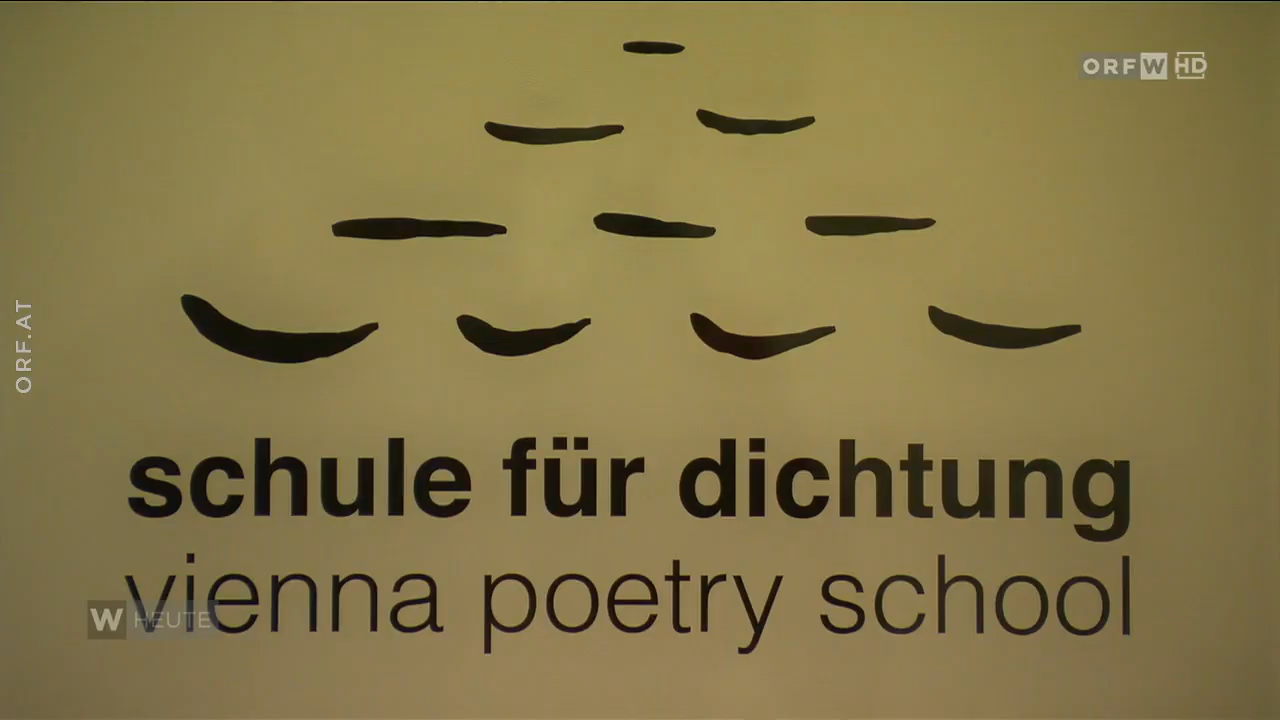 ORF W HD
ORF.AT
schule für dichtung
vienna poetry school
W HEUTE